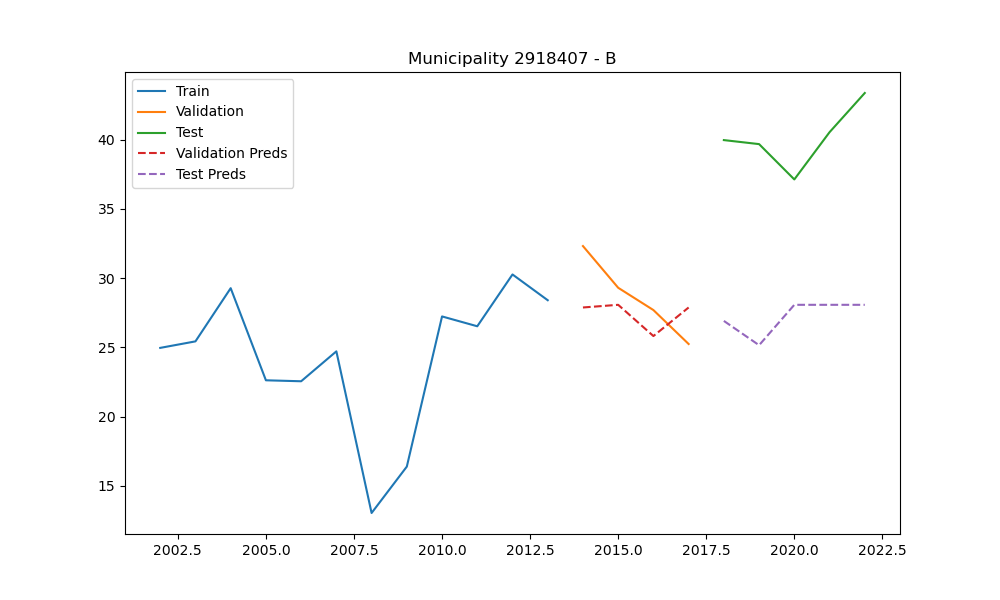 Municipality 2918407 - B
Train
Validation
Test
Validation Preds
Test Preds
40
35
30
25
20
15
2002.5 2005.0 2007.5 2010.0 2012.5 2015.0 2017.5 2020.0 2022.5